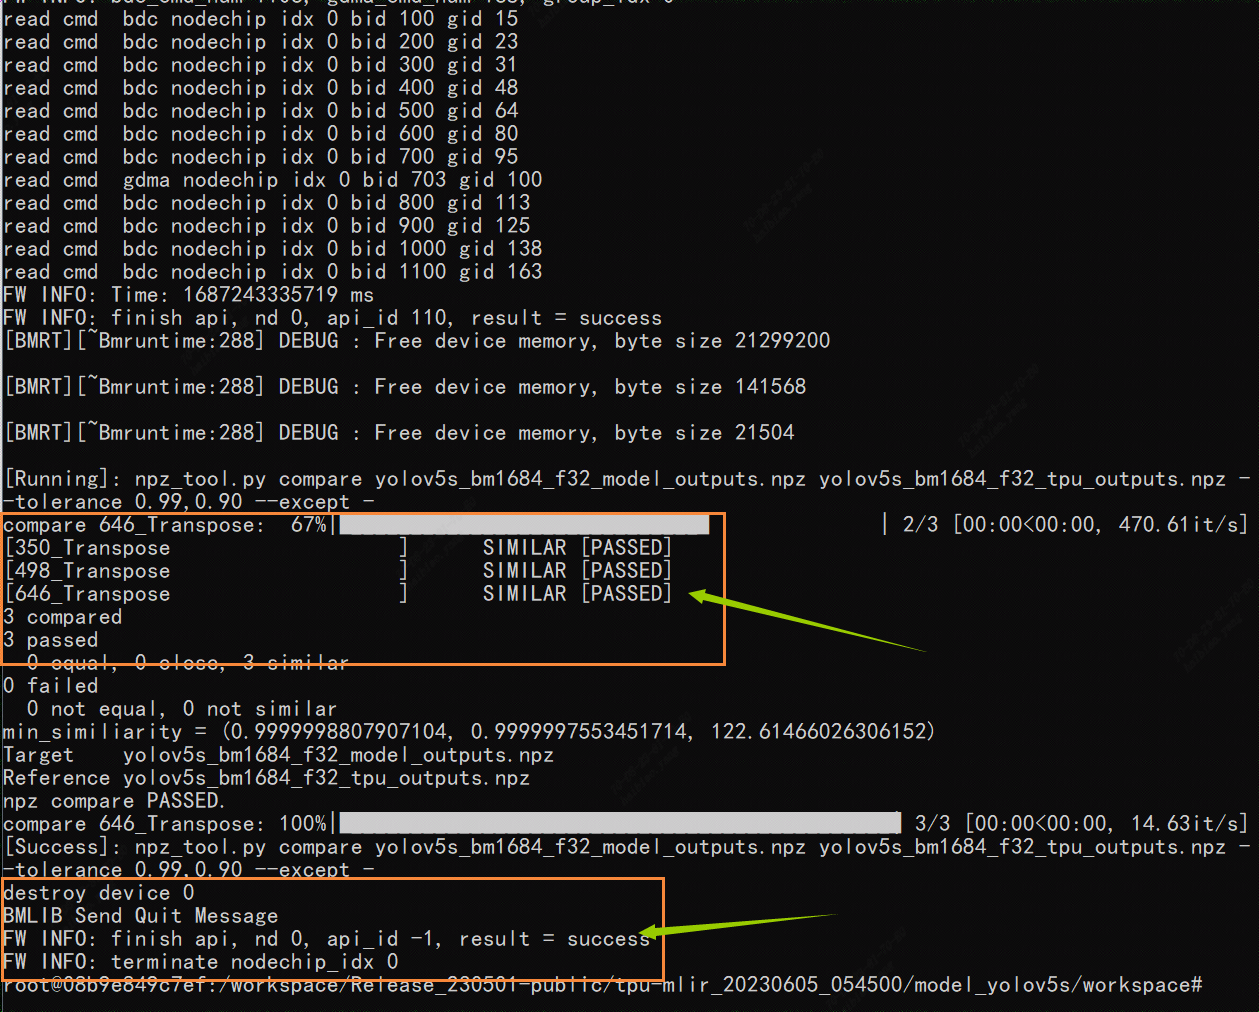 FW INFO: bdc_cmd_num 1108, gdma_cmd_num 
read cmd  bdc nodechip idx 0 bid 100 gid 15
read cmd  bdc nodechip idx 0 bid 200 gid 23
read cmd  bdc nodechip idx 0 bid 300 gid 31
read cmd  bdc nodechip idx 0 bid 400 gid 48
read cmd  bdc nodechip idx 0 bid 500 gid 64
read cmd  bdc nodechip idx 0 bid 600 gid 80
read cmd  bdc nodechip idx 0 bid 700 gid 95
read cmd  gdma nodechip idx 0 bid 703 gid 100
read cmd  bdc nodechip idx 0 bid 800 gid 113
read cmd  bdc nodechip idx 0 bid 900 gid 125
read cmd  bdc nodechip idx 0 bid 1000 gid 138
read cmd  bdc nodechip idx 0 bid 1100 gid 163
FW INFO: Time: 1687243335719 ms
FW INFO: finish api, nd 0, api_id 110, result = success
[BMRT][~Bmruntime:288] DEBUG : Free device memory, byte size 21299200
[BMRT][~Bmruntime:288] DEBUG : Free device memory, byte size 141568
[BMRT][~Bmruntime:288] DEBUG : Free device memory, byte size 21504
[Running]: npz_tool.py compare yolov5s_bm1684_f32_model_outputs.npz yolov5s_bm1684_f32_tpu_outputs.npz -
-tolerance 0.99,0.90 --except -
compare 646_Transpose:  67%| | 2/3 [00:00<00:00, 470.61it/s]
[350_Transpose ] SIMILAR [PASSED]
[498_Transpose ] SIMILAR [PASSED]
[646_Transpose ] SIMILAR [PASSED]
3 compared
3 passed
  0 equal, 0 close, 3 similar
0 failed
  0 not equal, 0 not similar
min_similiarity = (0.9999998807907104, 0.9999997553451714, 122.61466026306152)
Target    yolov5s_bm1684_f32_model_outputs.npz
Reference yolov5s_bm1684_f32_tpu_outputs.npz
npz compare PASSED.
compare 646_Transpose: 100%| | 3/3 [00:00<00:00, 14.63it/s]
[Success]: npz_tool.py compare yolov5s_bm1684_f32_model_outputs.npz yolov5s_bm1684_f32_tpu_outputs.npz -
-tolerance 0.99,0.90 --except -
destroy device 0
BMLIB Send Quit Message
FW INFO: finish api, nd 0, api_id -1, result = success
FW INFO: terminate nodechip_idx 0
root@08b9e849c7ef:/workspace/Release_230501-public/tpu-mlir_20230605_054500/model_yolov5s/workspace#